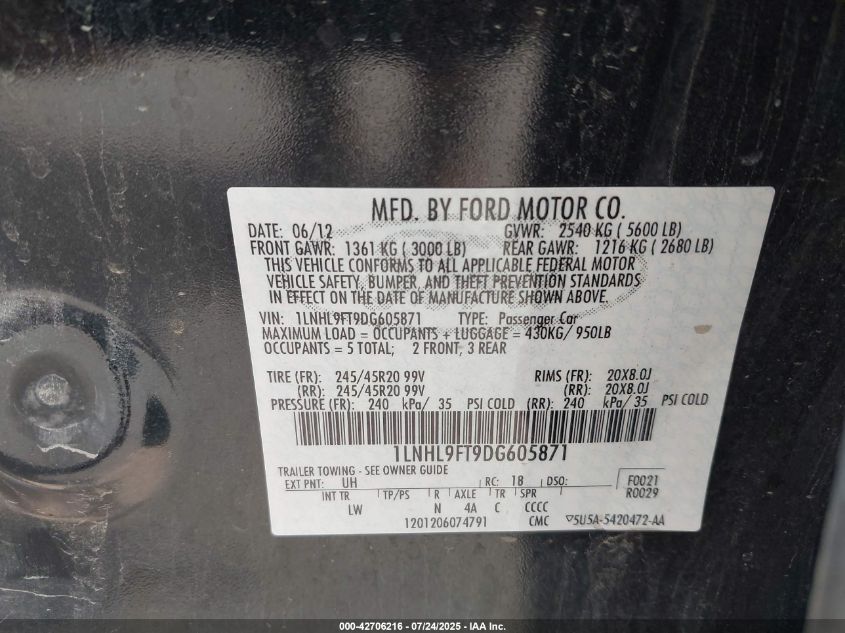 MFD. BY FORD MOTOR CO.
DATE: 06/12 GVWR: 2540 KG ( 5600 LB)
FRONT GAWR: 1361 KG ( 3000 LB) REAR GAWR: 1216 KG ( 2680 LB)
THIS VEHICLE CONFORMS TO ALL APPLICABLE FEDERAL MOTOR
VEHICLE SAFETY, BUMPER, AND THEFT PREVENTION STANDARDS
IN EFFECT ON THE DATE OF MANUFACTURE SHOWN ABOVE.
VIN: 1LNHL9FT9DG605871 TYPE: Passenger Car
MAXIMUM LOAD = OCCUPANTS + LUGGAGE = 430KG/ 950LB
OCCUPANTS = 5 TOTAL; 2 FRONT, 3 REAR
TIRE (FR): 245/45R20 99V RIMS (FR): 20X8.0J
(RR): 245/45R20 99V (RR): 20X8.0J
PRESSURE (FR): 240 kPa/ 35 PSI COLD (RR): 240 kPa/ 35 PSI COLD
1LNHL9FT9DG605871
TRAILER TOWING - SEE OWNER GUIDE
EXT PNT: UH RC: 18 DSO: F0021
INT TR TP/PS R AXLE TR SPR R0029
LW N 4A C CCCC
1201206074791 CMC ▽5U5A-5420472-AA
000-42706216 - 07/24/2025 - IAA Inc.